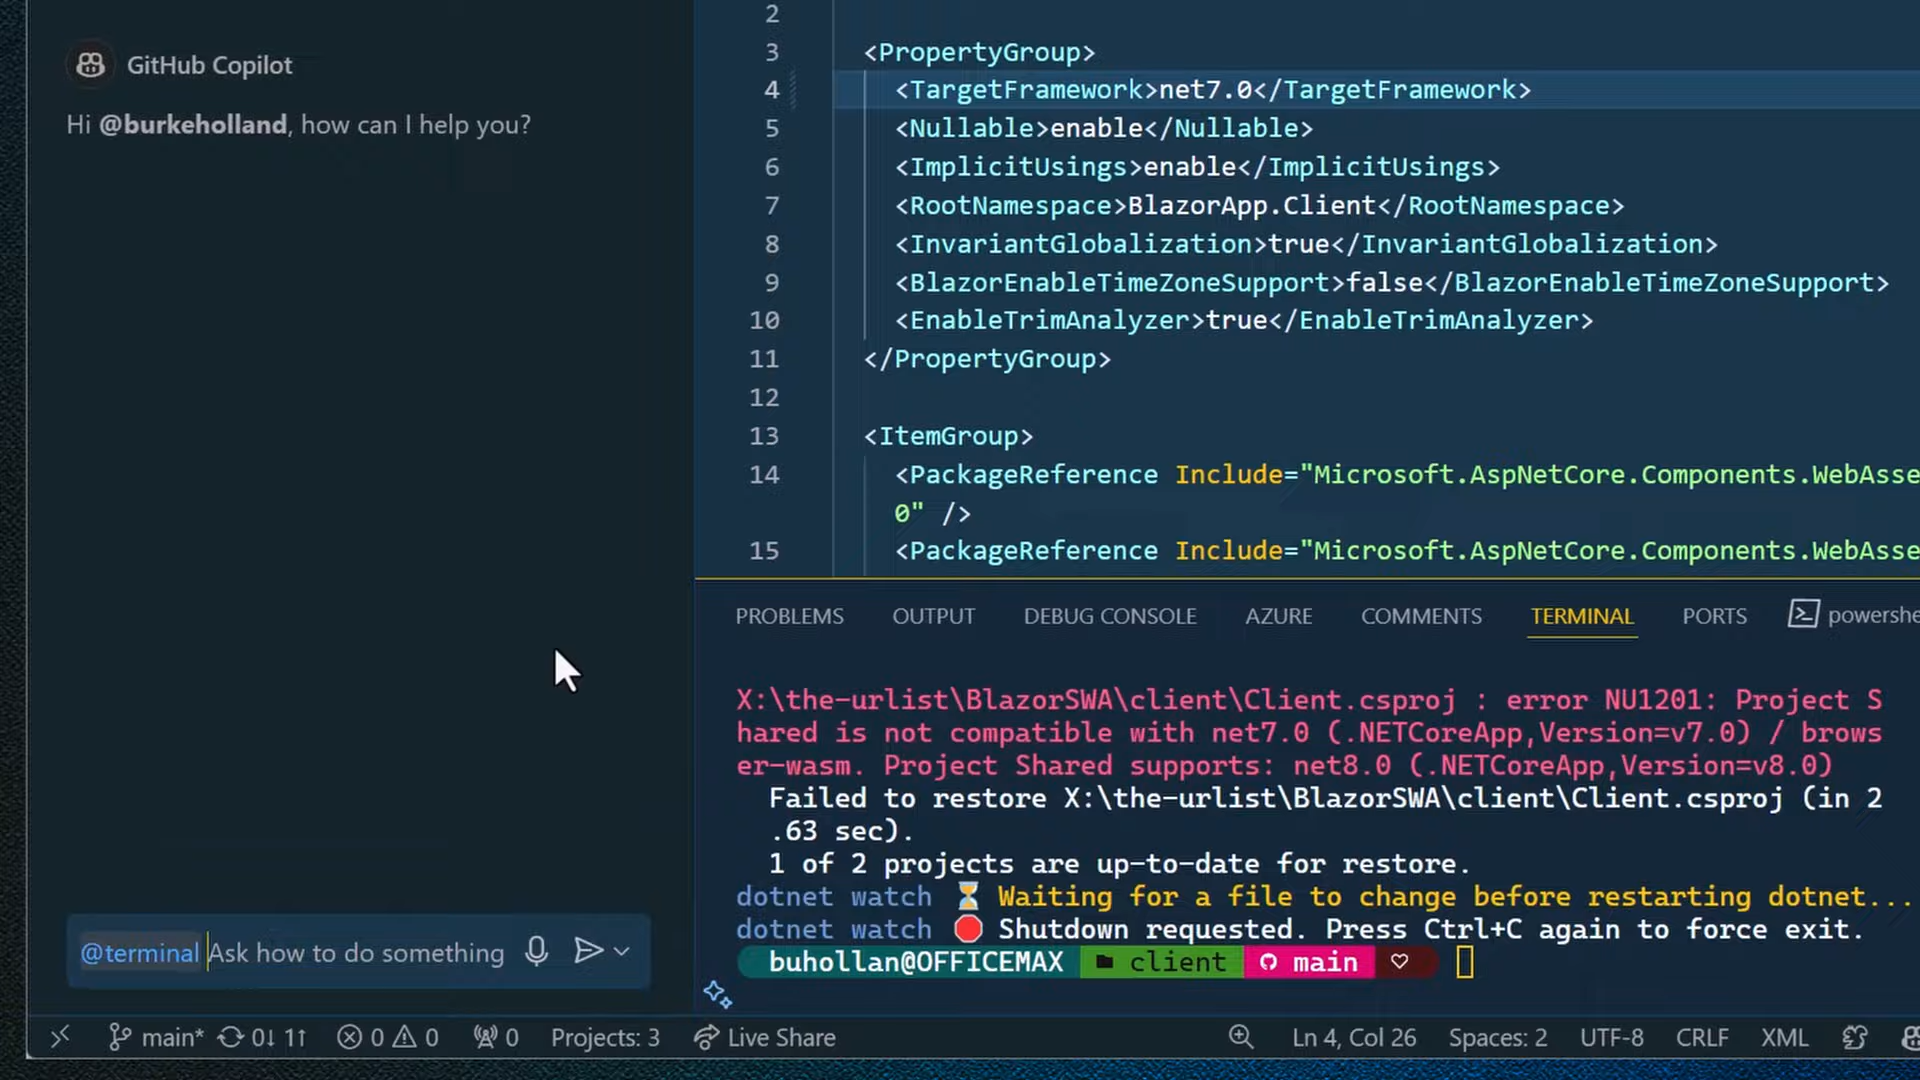 GitHub Copilot
Hi @burkeholland, how can I help you?
@terminal Ask how to do something
2
3 <PropertyGroup>
4 <TargetFramework>net7.0</TargetFramework>
5 <Nullable>enable</Nullable>
6 <ImplicitUsings>enable</ImplicitUsings>
7 <RootNamespace>BlazorApp.Client</RootNamespace>
8 <InvariantGlobalization>true</InvariantGlobalization>
9 <BlazorEnableTimeZoneSupport>false</BlazorEnableTimeZoneSupport>
10 <EnableTrimAnalyzer>true</EnableTrimAnalyzer>
11 </PropertyGroup>
12
13 <ItemGroup>
14 <PackageReference Include="Microsoft.AspNetCore.Components.WebAsse
0" />
15 <PackageReference Include="Microsoft.AspNetCore.Components.WebAsse
PROBLEMS OUTPUT DEBUG CONSOLE AZURE COMMENTS TERMINAL PORTS powershe
X:\the-urlist\BlazorSWA\client\Client.csproj : error NU1201: Project S
hared is not compatible with net7.0 (.NETCoreApp,Version=v7.0) / brows
er-wasm. Project Shared supports: net8.0 (.NETCoreApp,Version=v8.0)
Failed to restore X:\the-urlist\BlazorSWA\client\Client.csproj (in 2
.63 sec).
1 of 2 projects are up-to-date for restore.
dotnet watch ⏳ Waiting for a file to change before restarting dotnet...
dotnet watch 🛑 Shutdown requested. Press Ctrl+C again to force exit.
buhollan@OFFICEMAX client main ♡
main* 0↓ 1↑ 0 0 0 Projects: 3 Live Share Ln 4, Col 26 Spaces: 2 UTF-8 CRLF XML